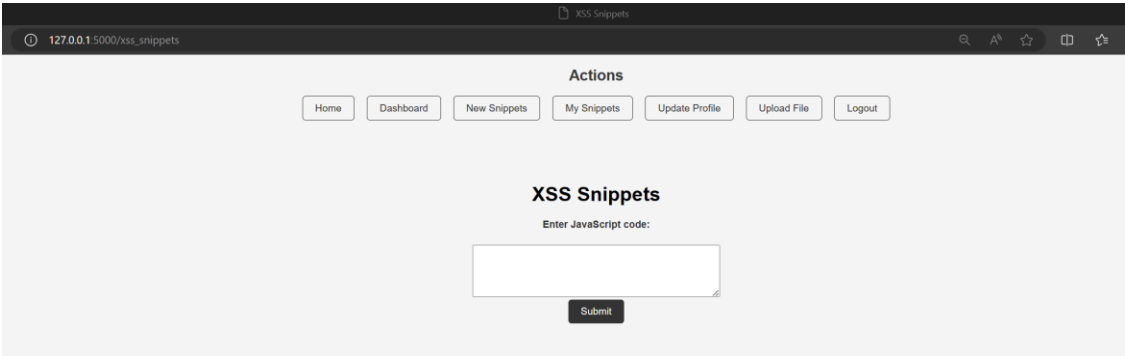 XSS Snippets
127.0.0.1:5000/xss_snippets
Actions
Home Dashboard New Snippets My Snippets Update Profile Upload File Logout
XSS Snippets
Enter JavaScript code:
Submit